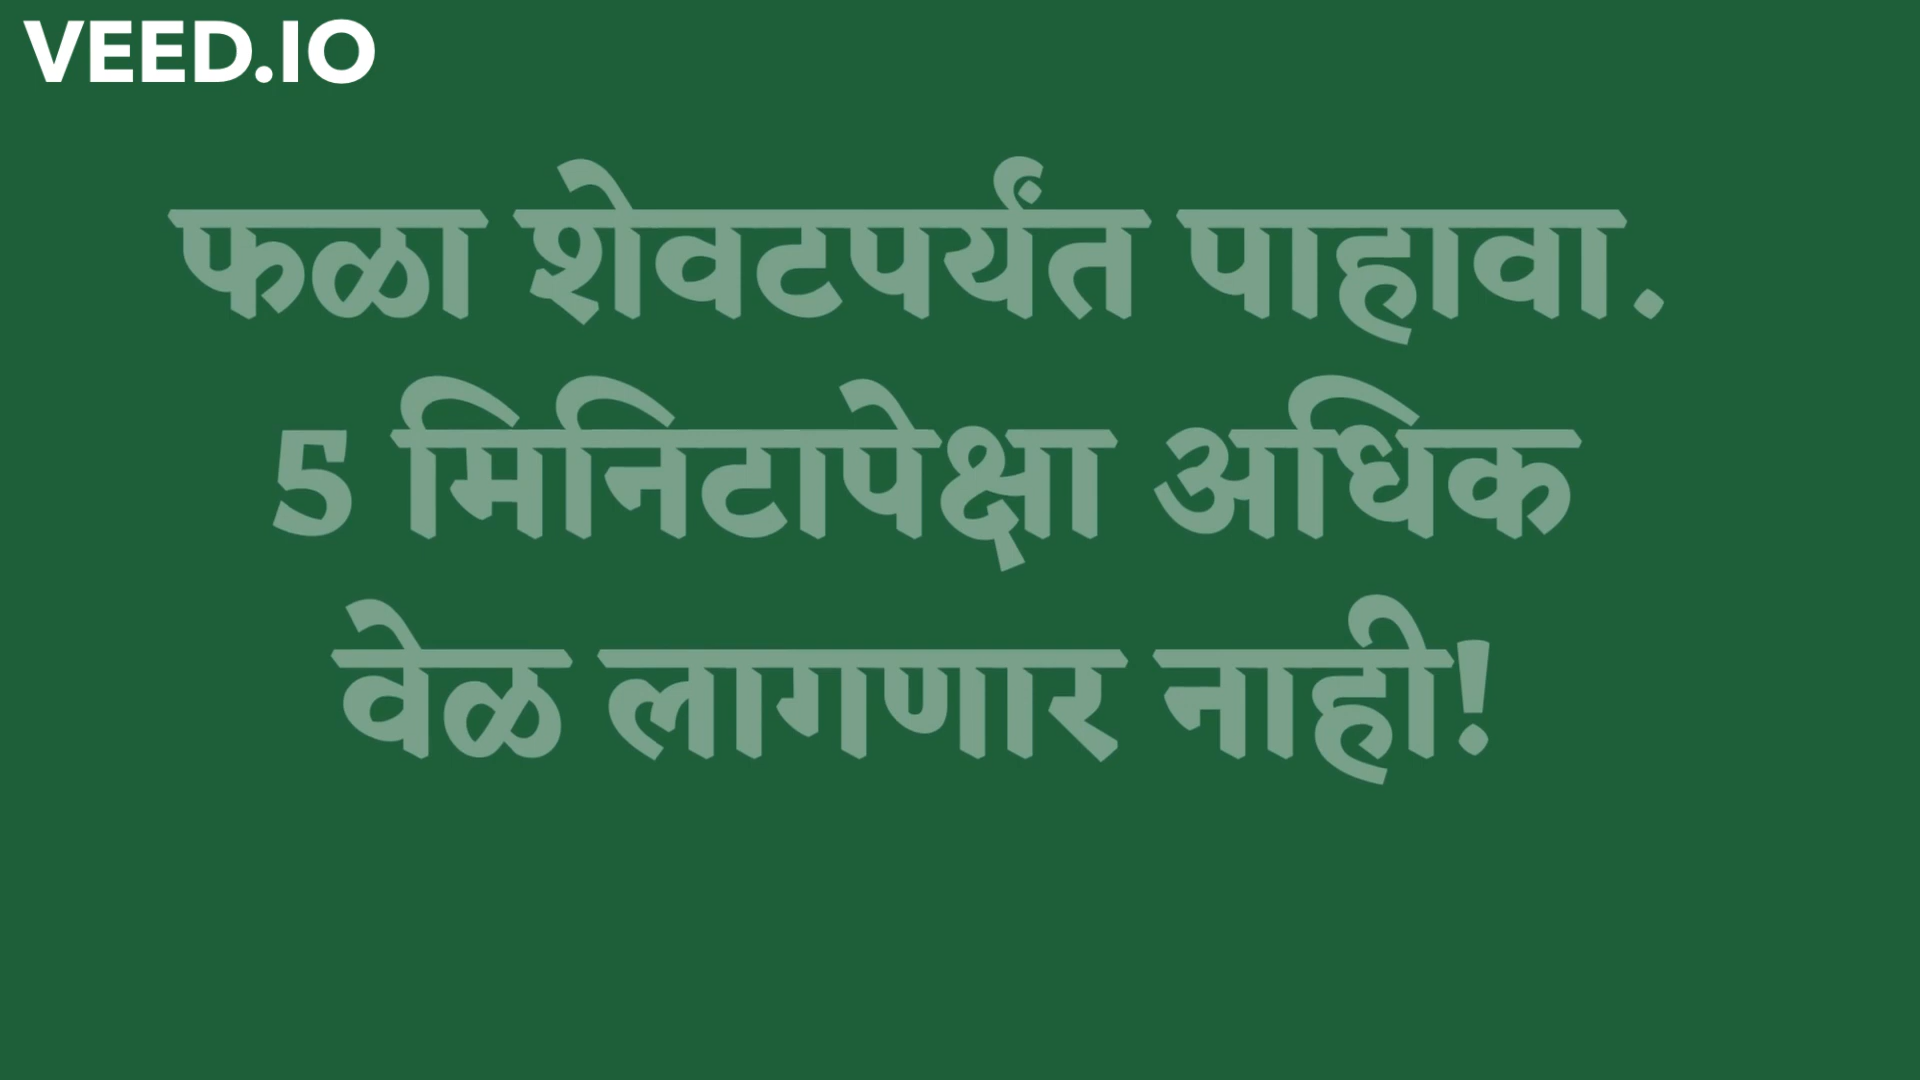 VEED.IO
फळा शेवटपर्यंत पाहावा.
5 मिनिटापेक्षा अधिक
वेळ लागणार नाही!